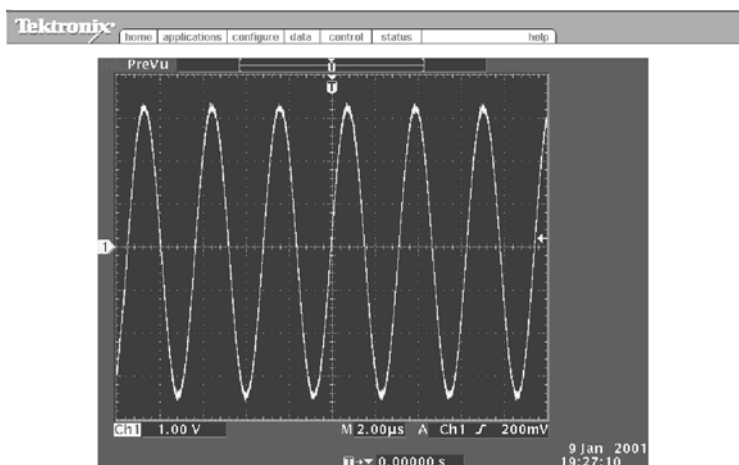 Tektronix
home applications configure data control status help
Tek PreVu
T
T
1
Ch1 1.00 V M 2.00µs A Ch1 200mV
T 0.00000 s
9 Jan 2001
19:27:10